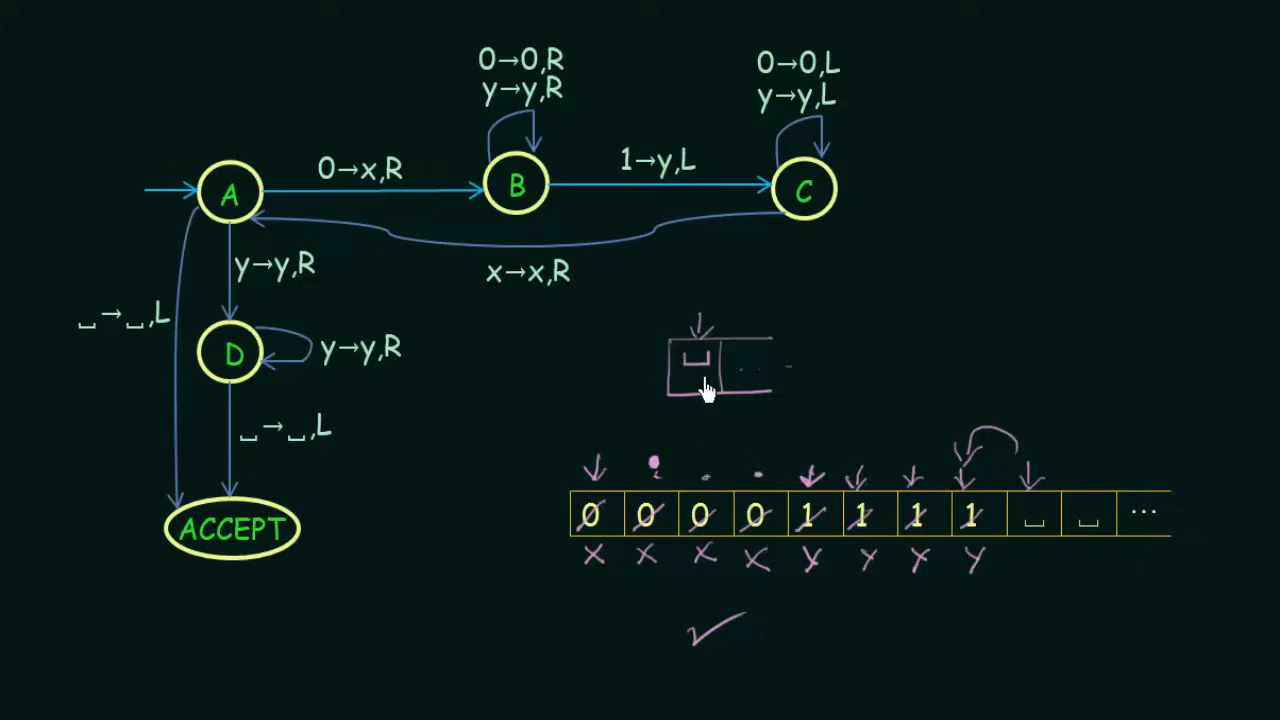 0→0,R
y→y,R
0→0,L
y→y,L
0→x,R
1→y,L
A
B
C
x→x,R
y→y,R
␣→␣,L
D
y→y,R
␣
␣→␣,L
0 0 0 0 1 1 1 1 ␣ ␣ ...
ACCEPT
x x x x y y y y